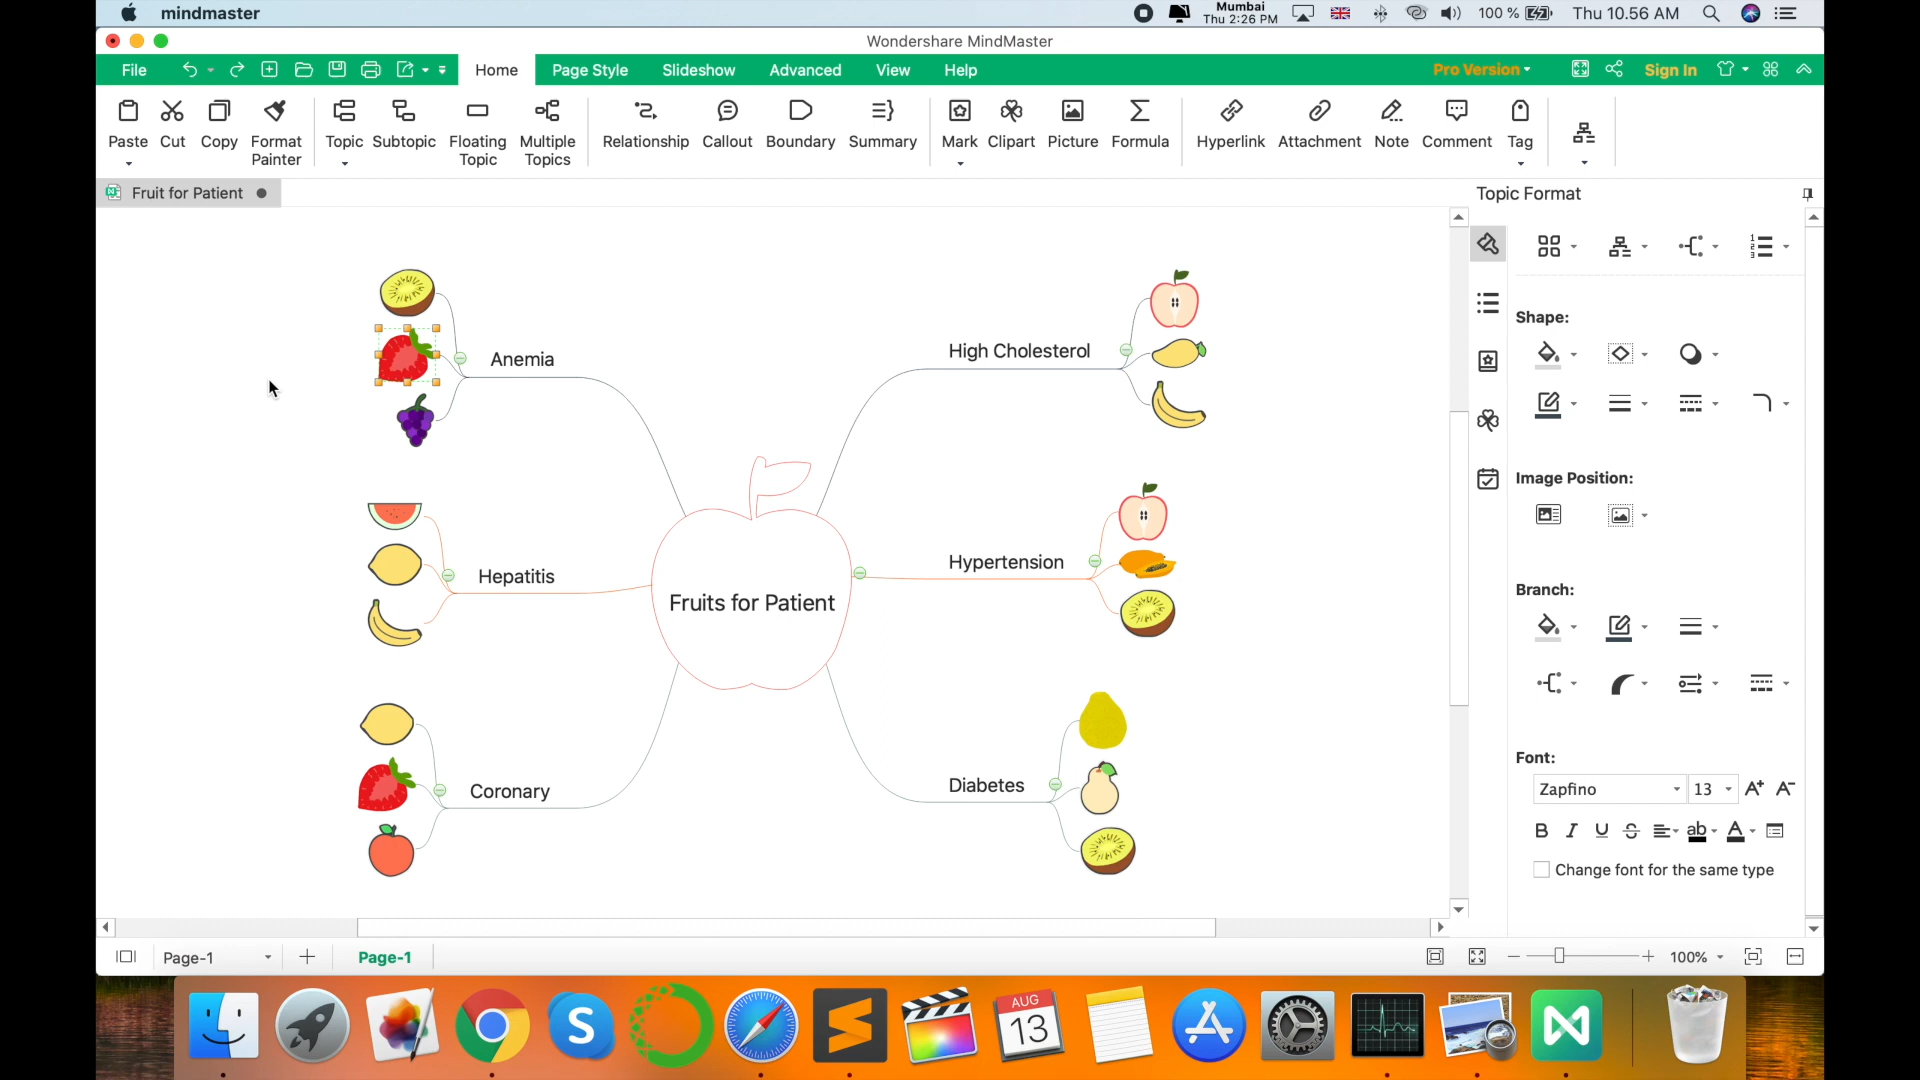 mindmaster
Mumbai
Thu 2:26 PM
100 %
Thu 10.56 AM
Wondershare MindMaster
File
Home
Page Style
Slideshow
Advanced
View
Help
Pro Version
Sign In
Paste
Cut
Copy
Format
Painter
Topic
Subtopic
Floating
Topic
Multiple
Topics
Relationship
Callout
Boundary
Summary
Mark
Clipart
Picture
Formula
Hyperlink
Attachment
Note
Comment
Tag
Fruit for Patient
Topic Format
Anemia
High Cholesterol
Hepatitis
Hypertension
Fruits for Patient
Coronary
Diabetes
Shape:
Image Position:
Branch:
Font:
Zapfino
13
A+
A-
B I U S ab A
Change font for the same type
Page-1
Page-1
100%
S
AUG
13